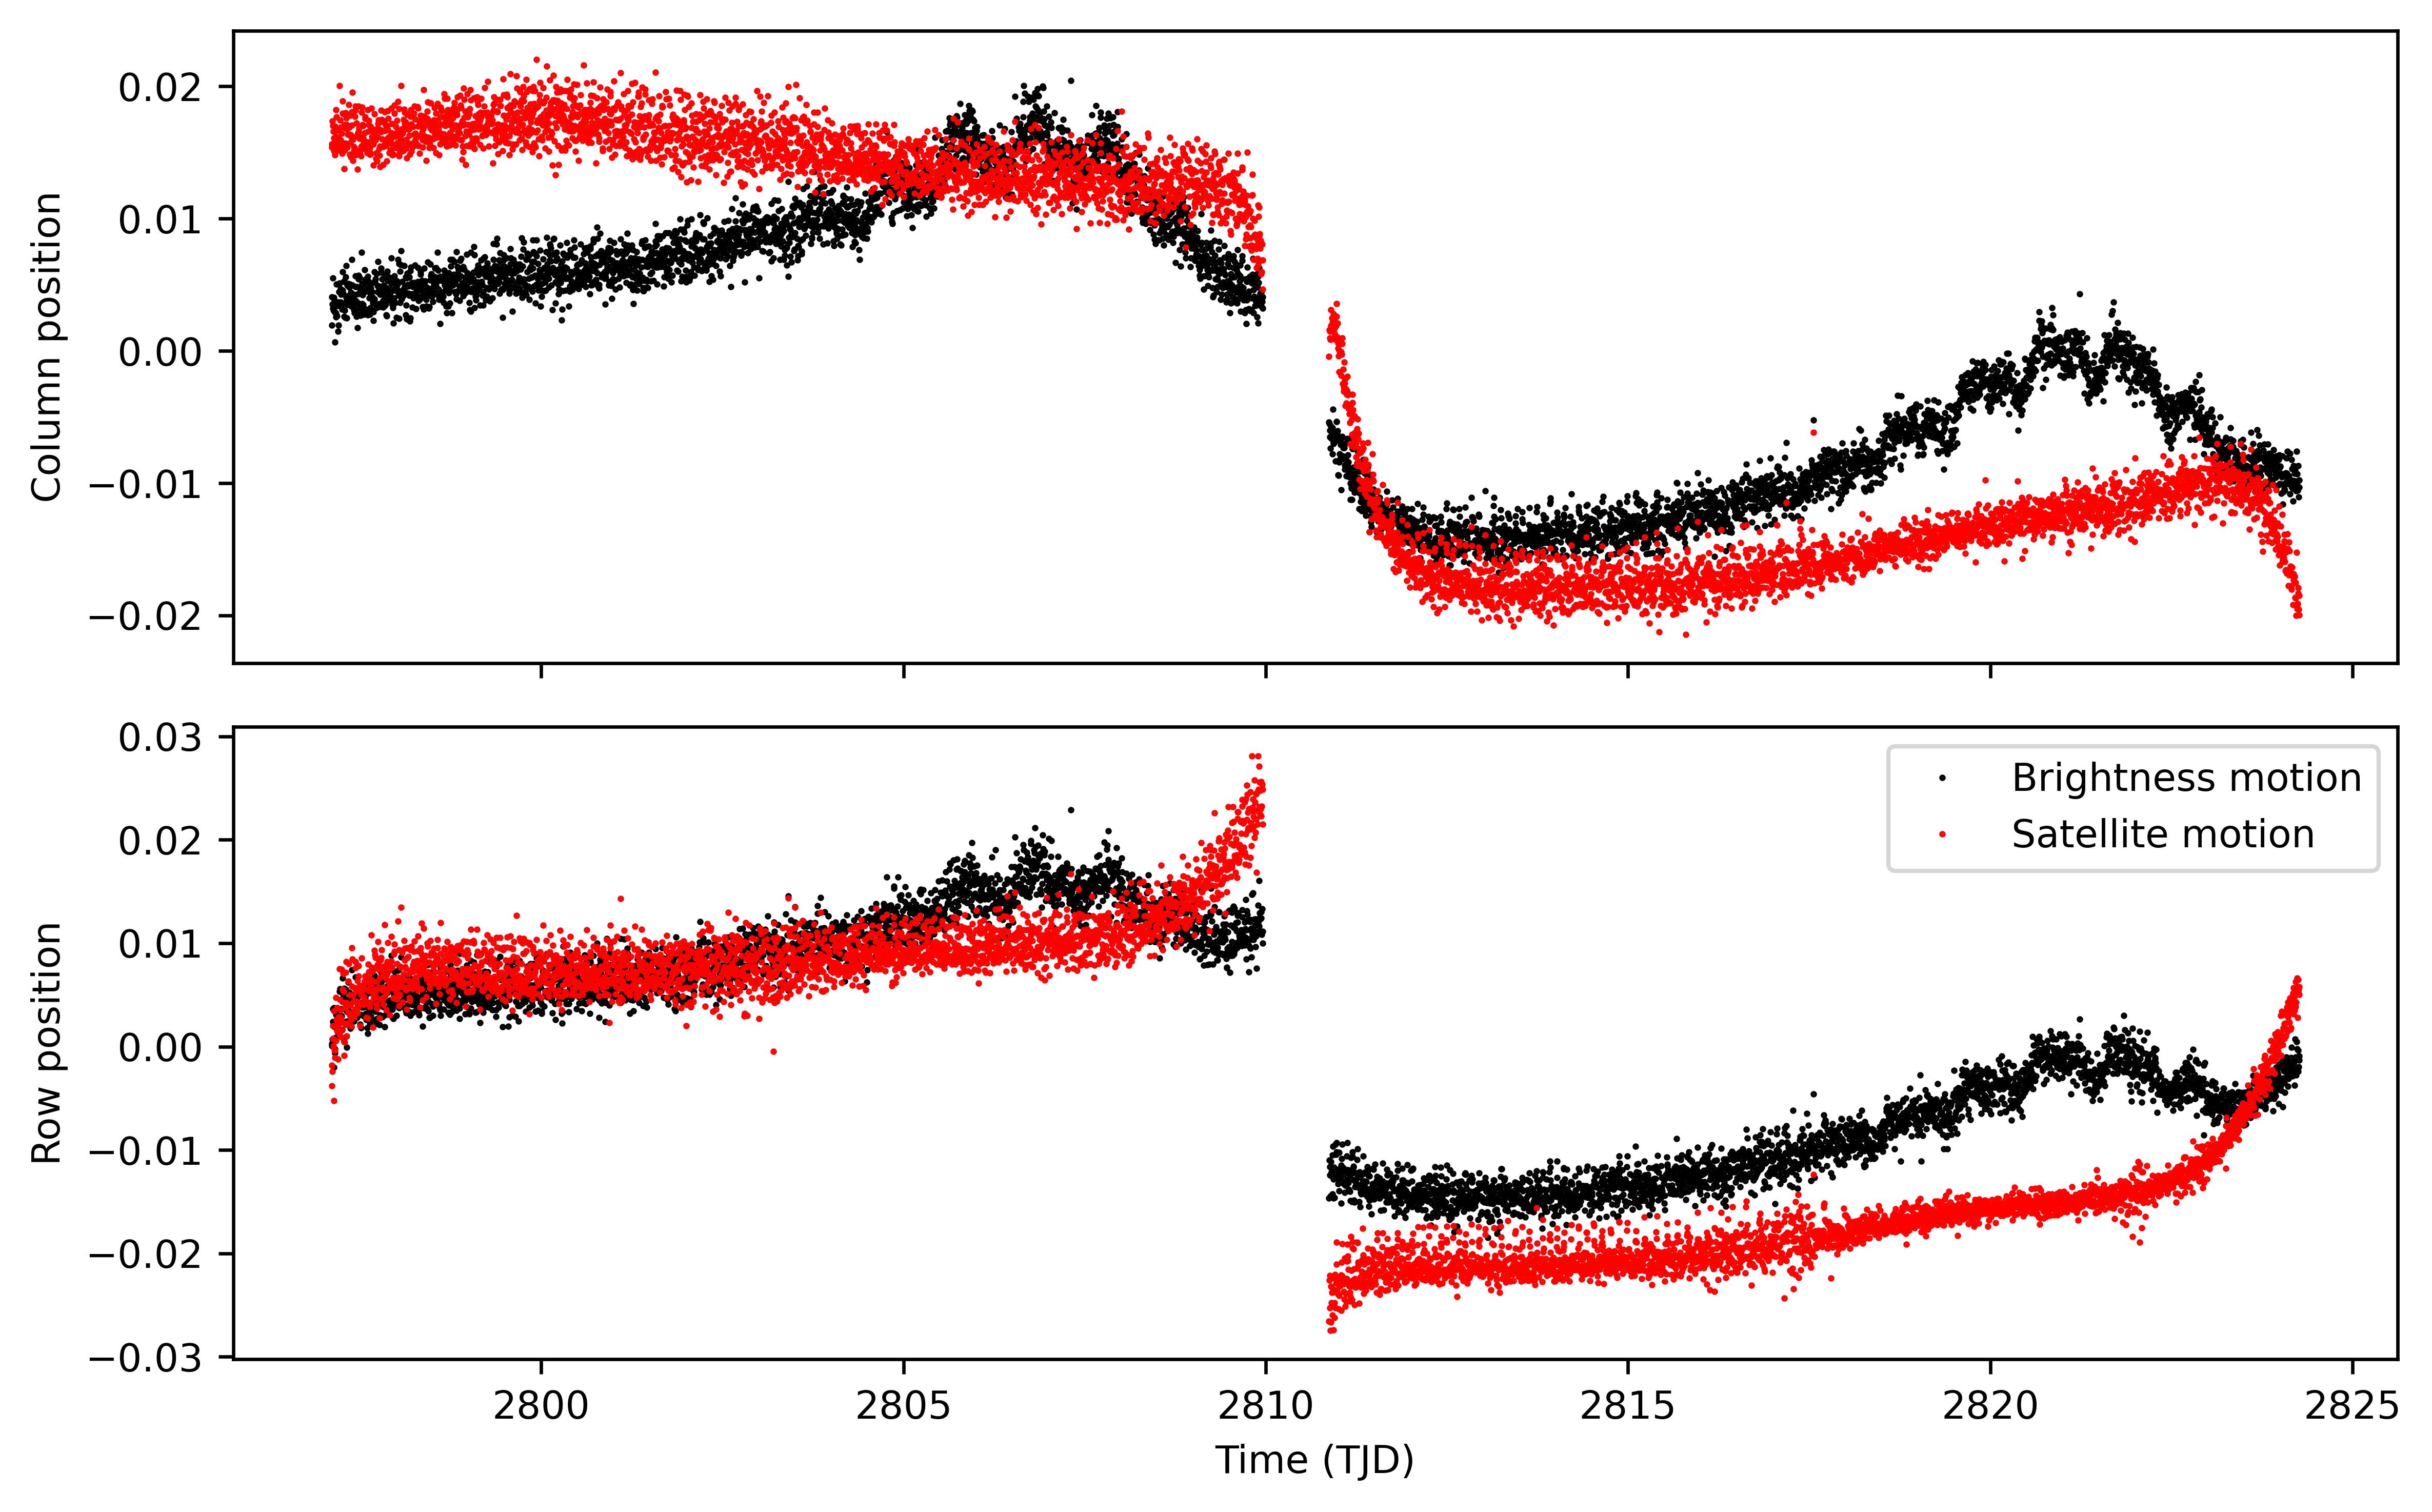 0.02
0.01
0.00
−0.01
−0.02
Column position
0.03
0.02
0.01
0.00
−0.01
−0.02
−0.03
Row position
Brightness motion
Satellite motion
2800 2805 2810 2815 2820 2825
Time (TJD)